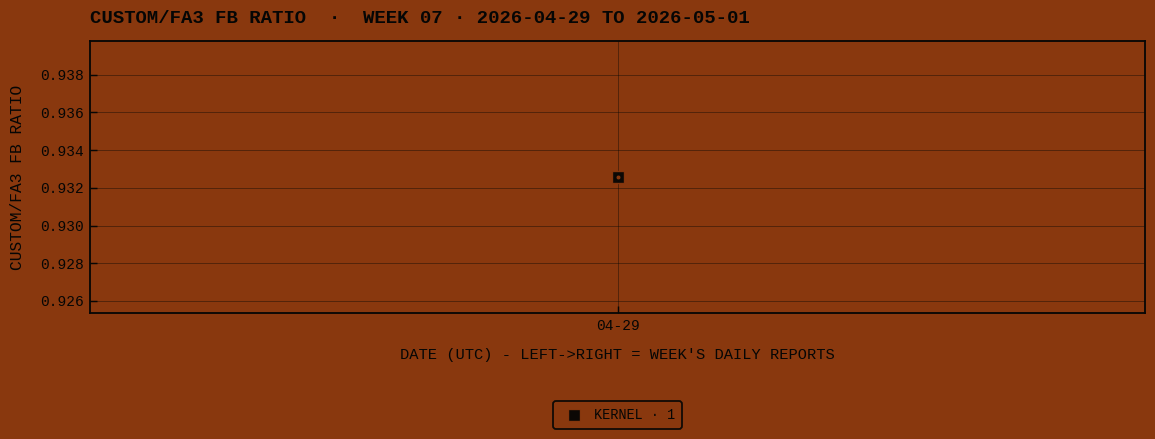 CUSTOM/FA3 FB RATIO · WEEK 07 · 2026-04-29 TO 2026-05-01
CUSTOM/FA3 FB RATIO
0.938
0.936
0.934
0.932
0.930
0.928
0.926
04-29
DATE (UTC) - LEFT->RIGHT = WEEK'S DAILY REPORTS
KERNEL · 1